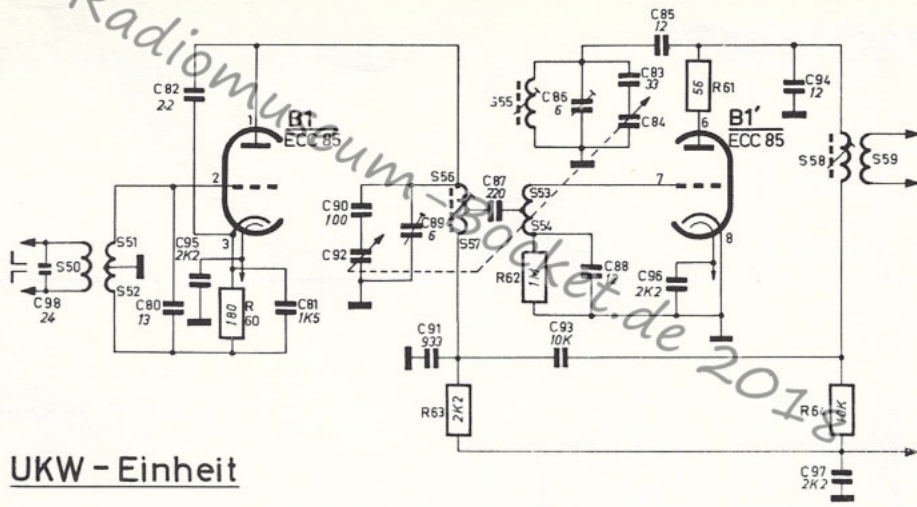 C85
12
C82
2,2
1
B1
ECC 85
2
3
S51
S52
S50
C98
24
C80
13
C95
2K2
R
60
180
C81
1K5
C90
100
C92
C89
6
S56
S57
C87
220
S53
S54
S55
C86
6
C83
33
C84
56
R61
6
B1'
ECC 85
7
8
C94
12
S58
S59
R62
C88
12
C96
2K2
C91
933
C93
10K
R63
2K2
R64
C97
2K2
UKW - Einheit
Radiomuseum-Bocket.de 2018